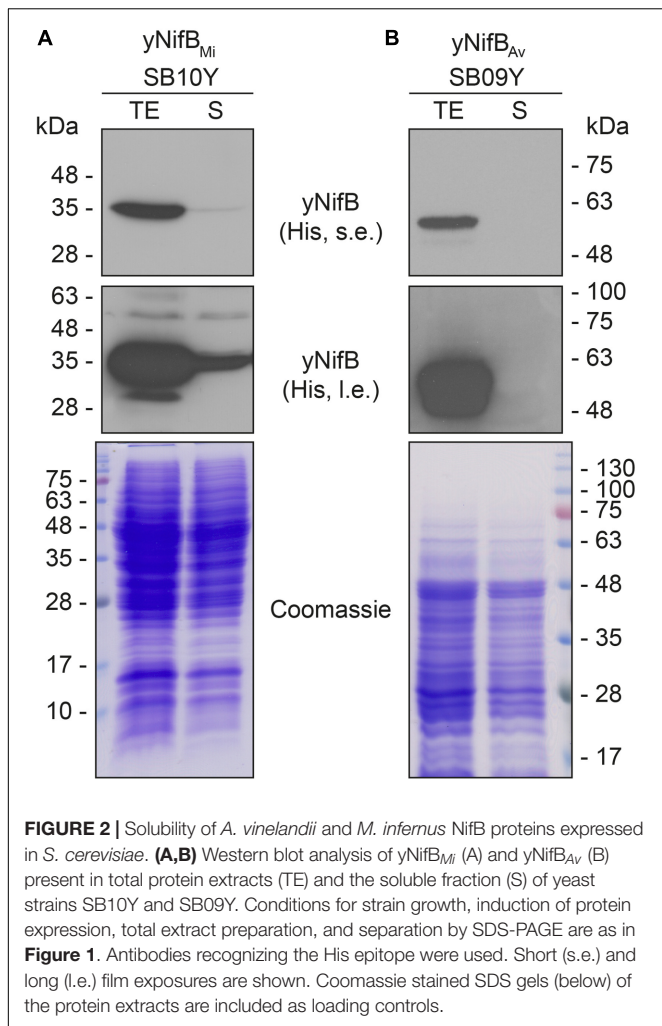 A
yNifBMi
SB10Y
TE S
kDa
48 -
35 -
28 -
63 -
48 -
35 -
28 -
75 -
63 -
48 -
35 -
28 -
17 -
10 -
yNifB
(His, s.e.)
yNifB
(His, l.e.)
Coomassie
B
yNifBAv
SB09Y
TE S
kDa
- 75
- 63
- 48
- 100
- 75
- 63
- 48
- 130
- 100
- 75
- 63
- 48
- 35
- 28
- 17
FIGURE 2 | Solubility of A. vinelandii and M. infernus NifB proteins expressed
in S. cerevisiae. (A,B) Western blot analysis of yNifBMi (A) and yNifBAv (B)
present in total protein extracts (TE) and the soluble fraction (S) of yeast
strains SB10Y and SB09Y. Conditions for strain growth, induction of protein
expression, total extract preparation, and separation by SDS-PAGE are as in
Figure 1. Antibodies recognizing the His epitope were used. Short (s.e.) and
long (l.e.) film exposures are shown. Coomassie stained SDS gels (below) of
the protein extracts are included as loading controls.